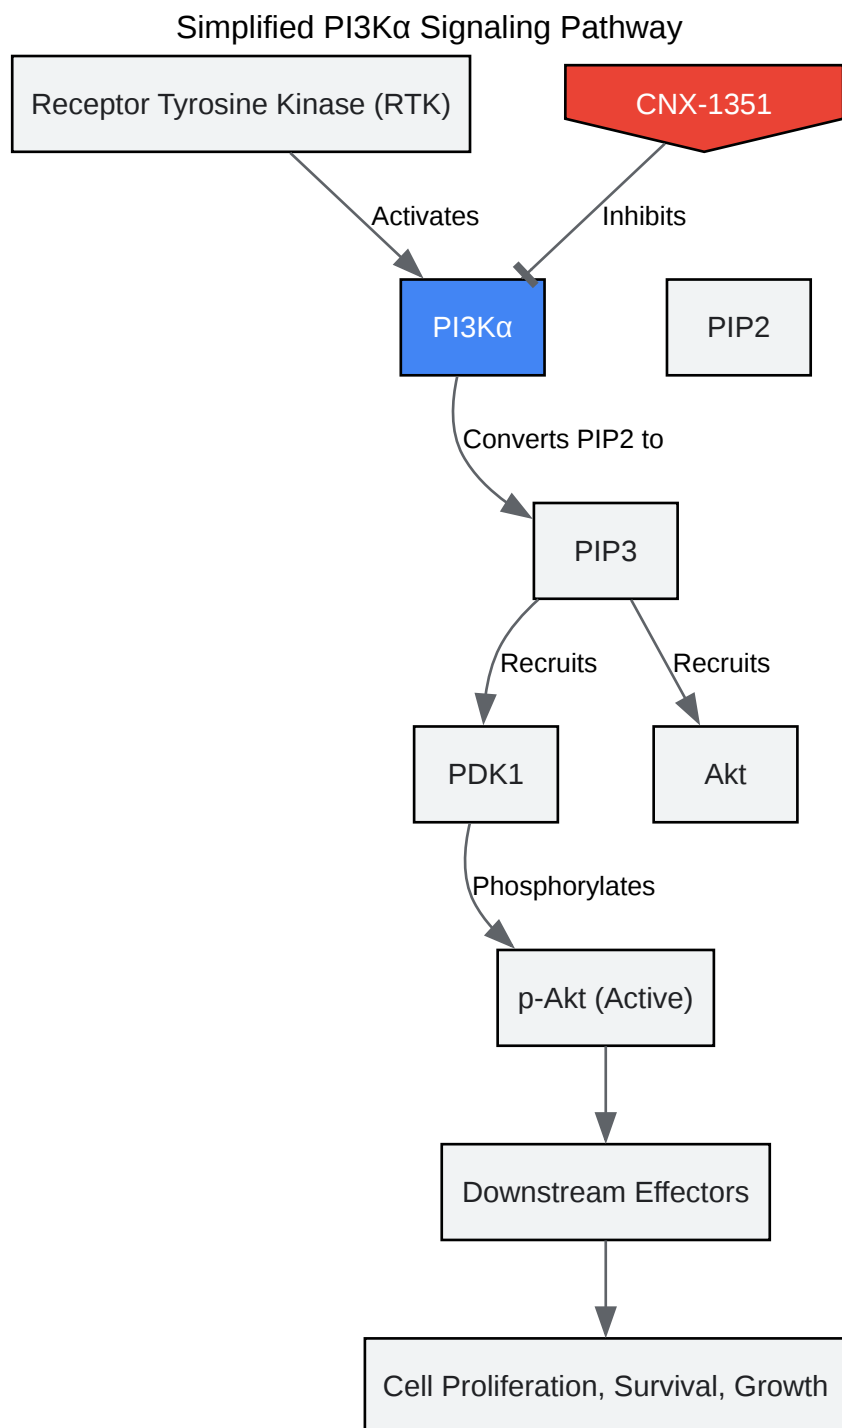 Simplified PI3Kα Signaling Pathway
Receptor Tyrosine Kinase (RTK)
CNX-1351
Activates
Inhibits
PI3Kα
PIP2
Converts PIP2 to
PIP3
Recruits
Recruits
PDK1
Akt
Phosphorylates
p-Akt (Active)
Downstream Effectors
Cell Proliferation, Survival, Growth